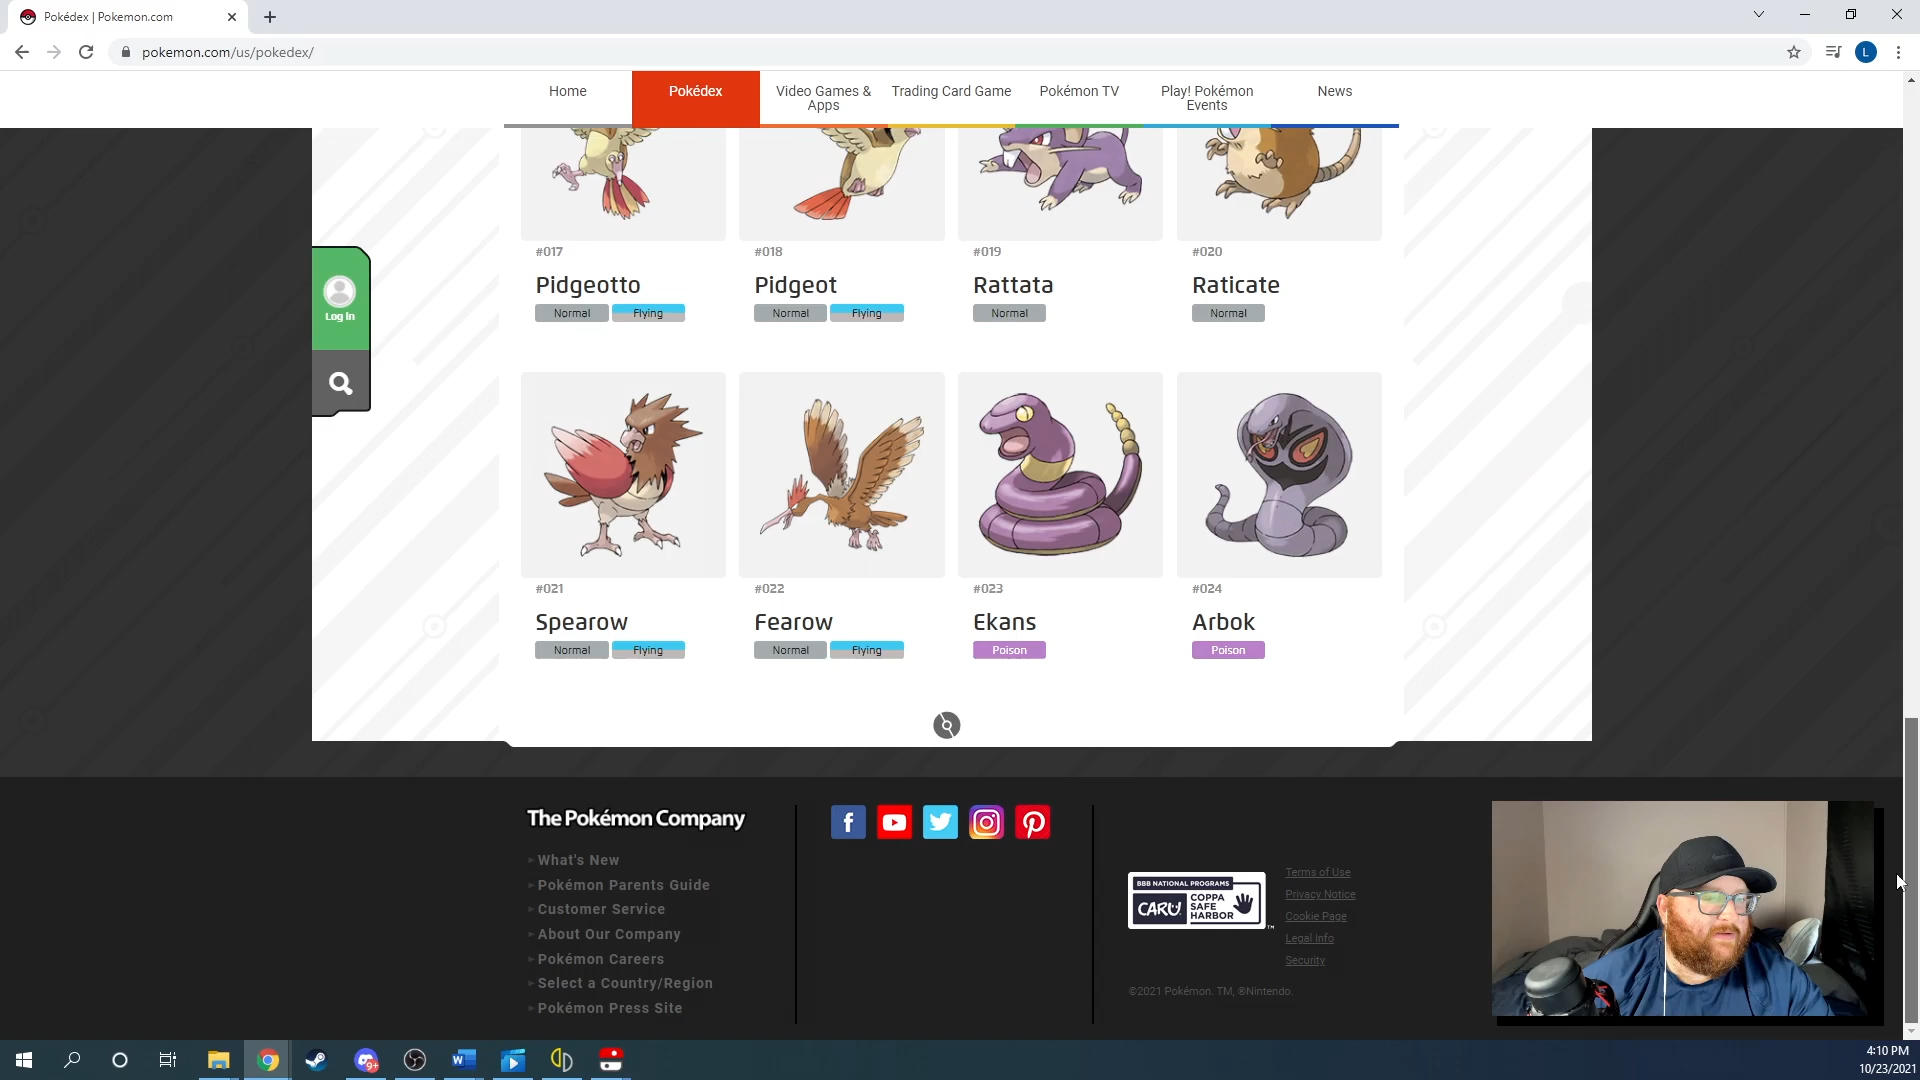 Pokédex | Pokemon.com
pokemon.com/us/pokedex/
L
Home
Pokédex
Video Games &
Apps
Trading Card Game
Pokémon TV
Play! Pokémon
Events
News
Log In
#017
Pidgeotto
Normal Flying
#018
Pidgeot
Normal Flying
#019
Rattata
Normal
#020
Raticate
Normal
#021
Spearow
Normal Flying
#022
Fearow
Normal Flying
#023
Ekans
Poison
#024
Arbok
Poison
The Pokémon Company
What's New
Pokémon Parents Guide
Customer Service
About Our Company
Pokémon Careers
Select a Country/Region
Pokémon Press Site
BBB NATIONAL PROGRAMS
CARU
COPPA
SAFE
HARBOR
TM
Terms of Use
Privacy Notice
Cookie Page
Legal Info
Security
©2021 Pokémon. TM, ®Nintendo.
9+
W
4:10 PM
10/23/2021